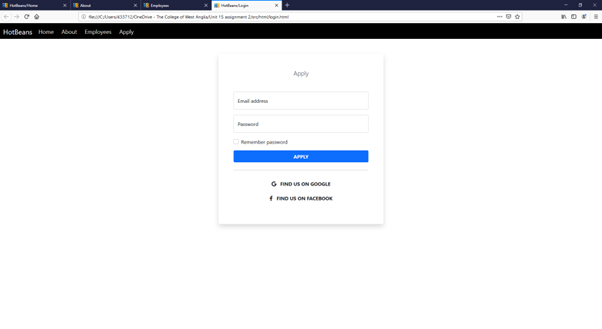 HotBeans/Home
About
Employees
HotBeans/Login
file:///C:/Users/433712/OneDrive - The College of West Anglia/Unit 15 assignment 2/src/html/login.html
HotBeans Home About Employees Apply
Apply
Email address
Password
Remember password
APPLY
FIND US ON GOOGLE
FIND US ON FACEBOOK